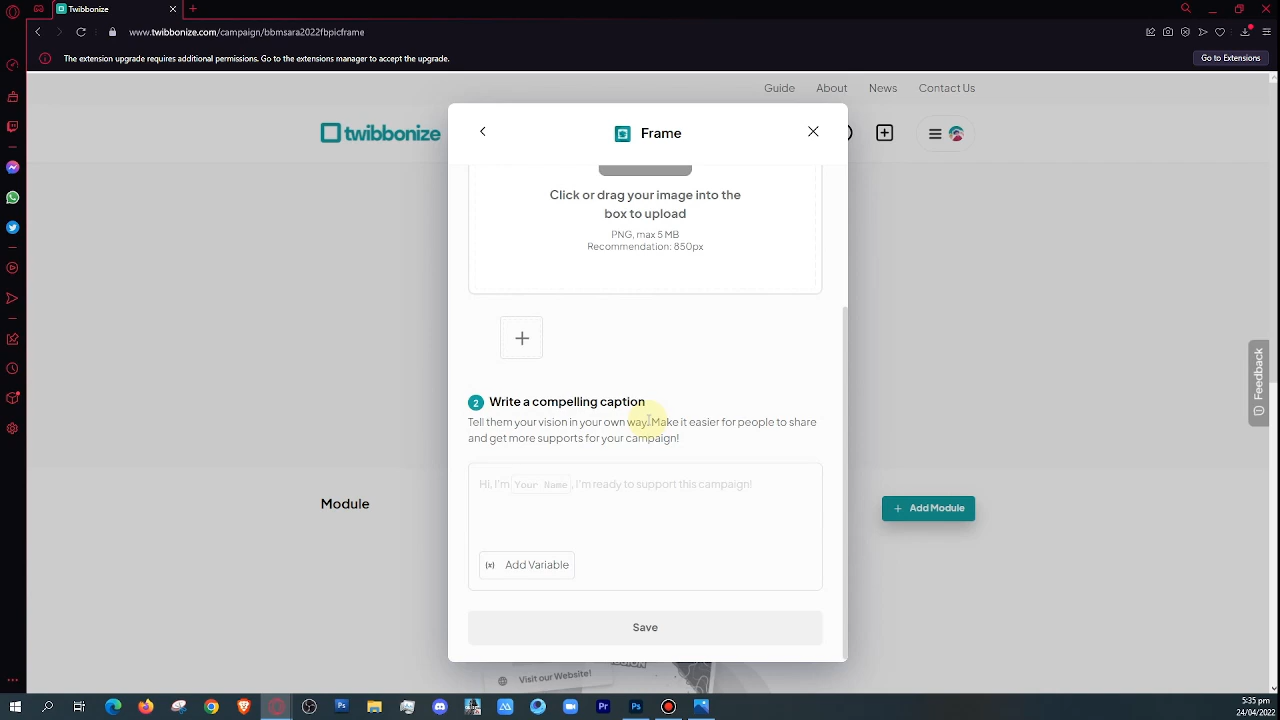 Twibbonize
www.twibbonize.com/campaign/bbmsara2022fbpicframe
The extension upgrade requires additional permissions. Go to the extensions manager to accept the upgrade.
Go to Extensions
Guide
About
News
Contact Us
twibbonize
Frame
Click or drag your image into the
box to upload
PNG, max 5 MB
Recommendation: 850px
Feedback
2 Write a compelling caption
Tell them your vision in your own way. Make it easier for people to share
and get more supports for your campaign!
Hi, I'm Your Name, I'm ready to support this campaign!
Module
+ Add Module
(x) Add Variable
Save
Visit our Website!
5:35 pm
24/04/2022